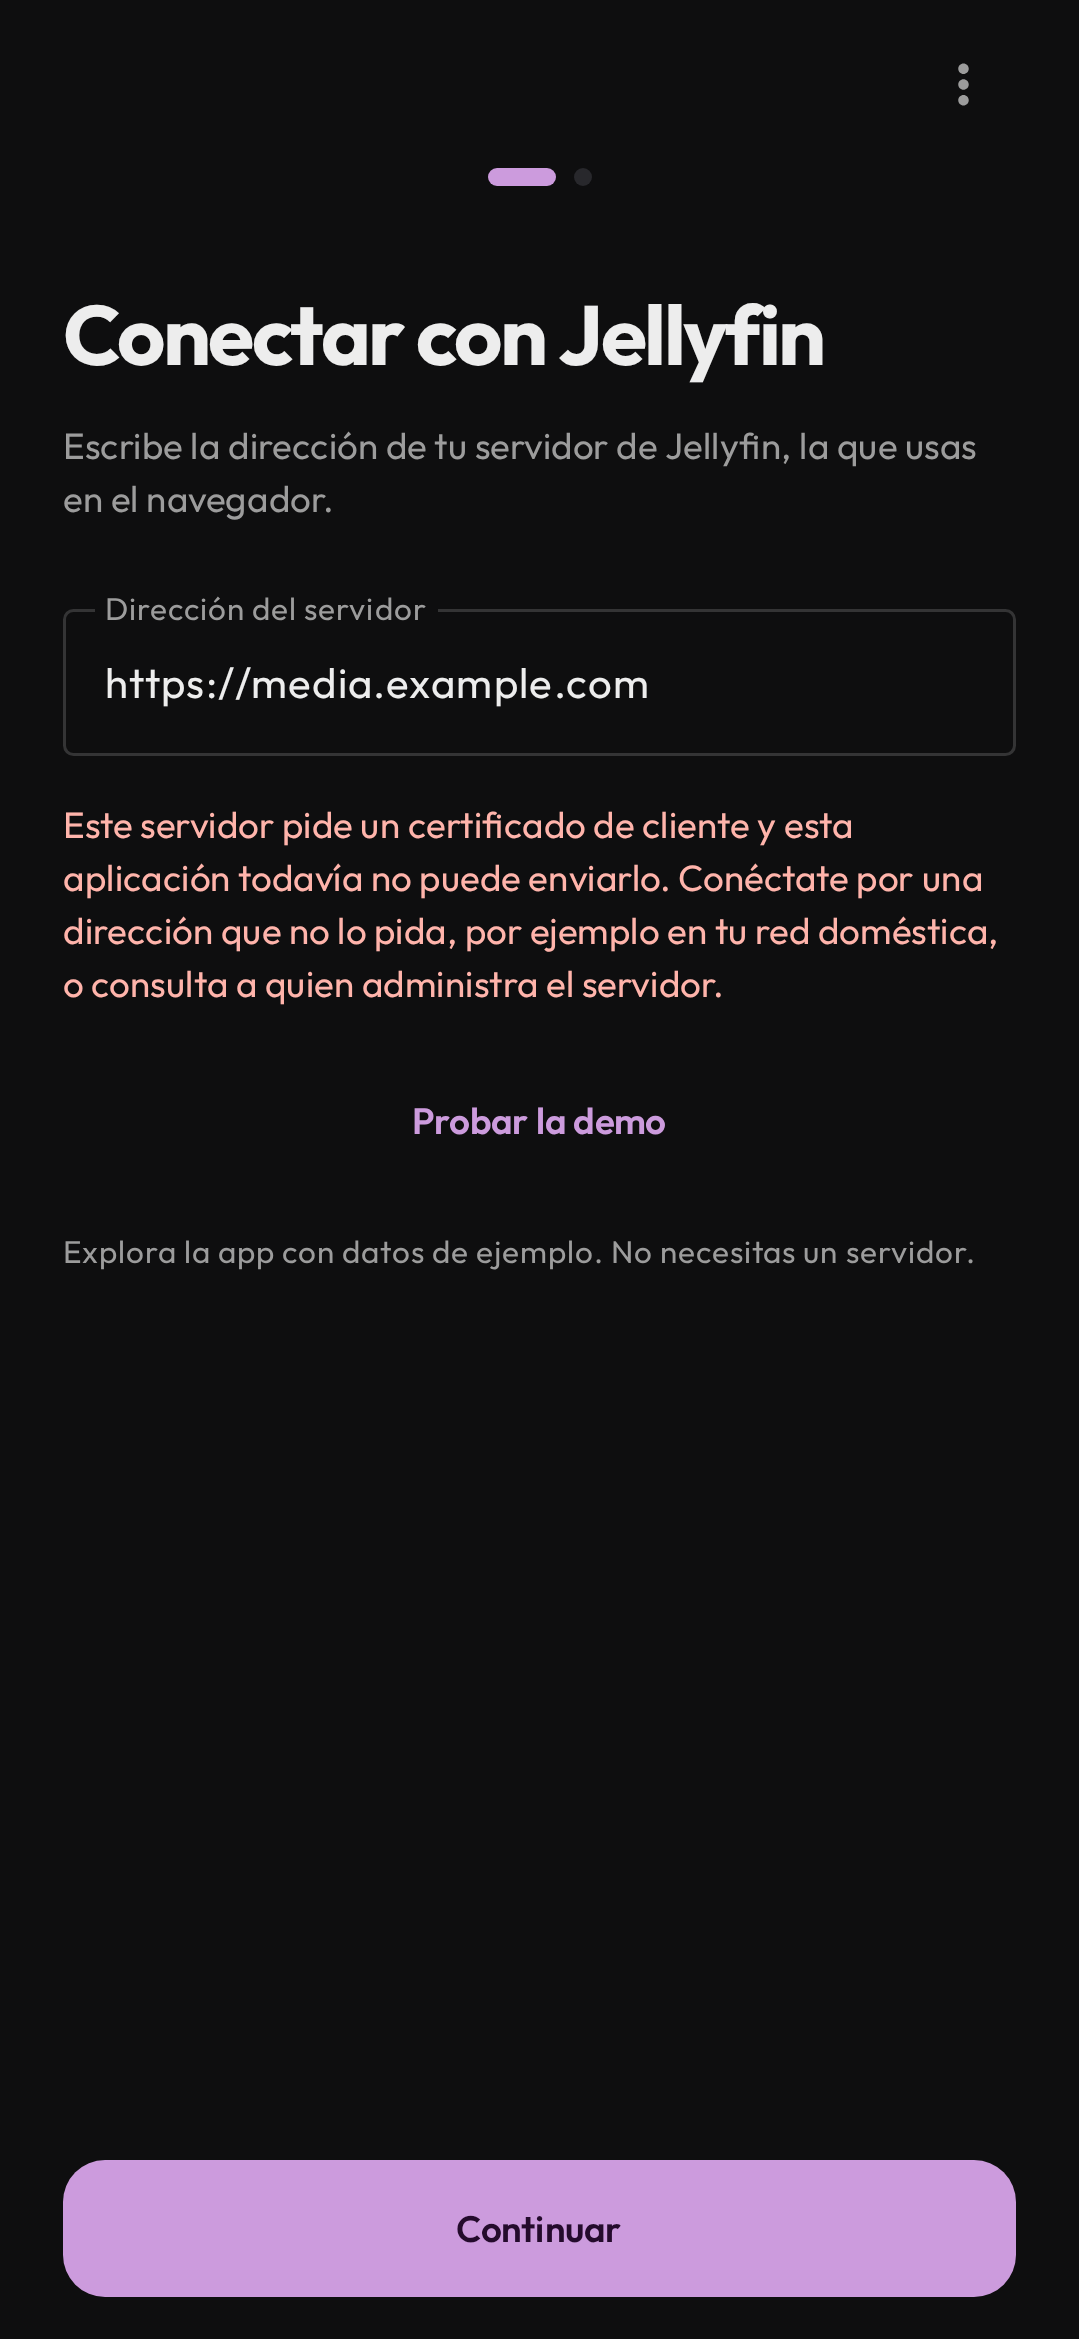 Conectar con Jellyfin
Escribe la dirección de tu servidor de Jellyfin, la que usas
en el navegador.
Dirección del servidor
https://media.example.com
Este servidor pide un certificado de cliente y esta
aplicación todavía no puede enviarlo. Conéctate por una
dirección que no lo pida, por ejemplo en tu red doméstica,
o consulta a quien administra el servidor.
Probar la demo
Explora la app con datos de ejemplo. No necesitas un servidor.
Continuar